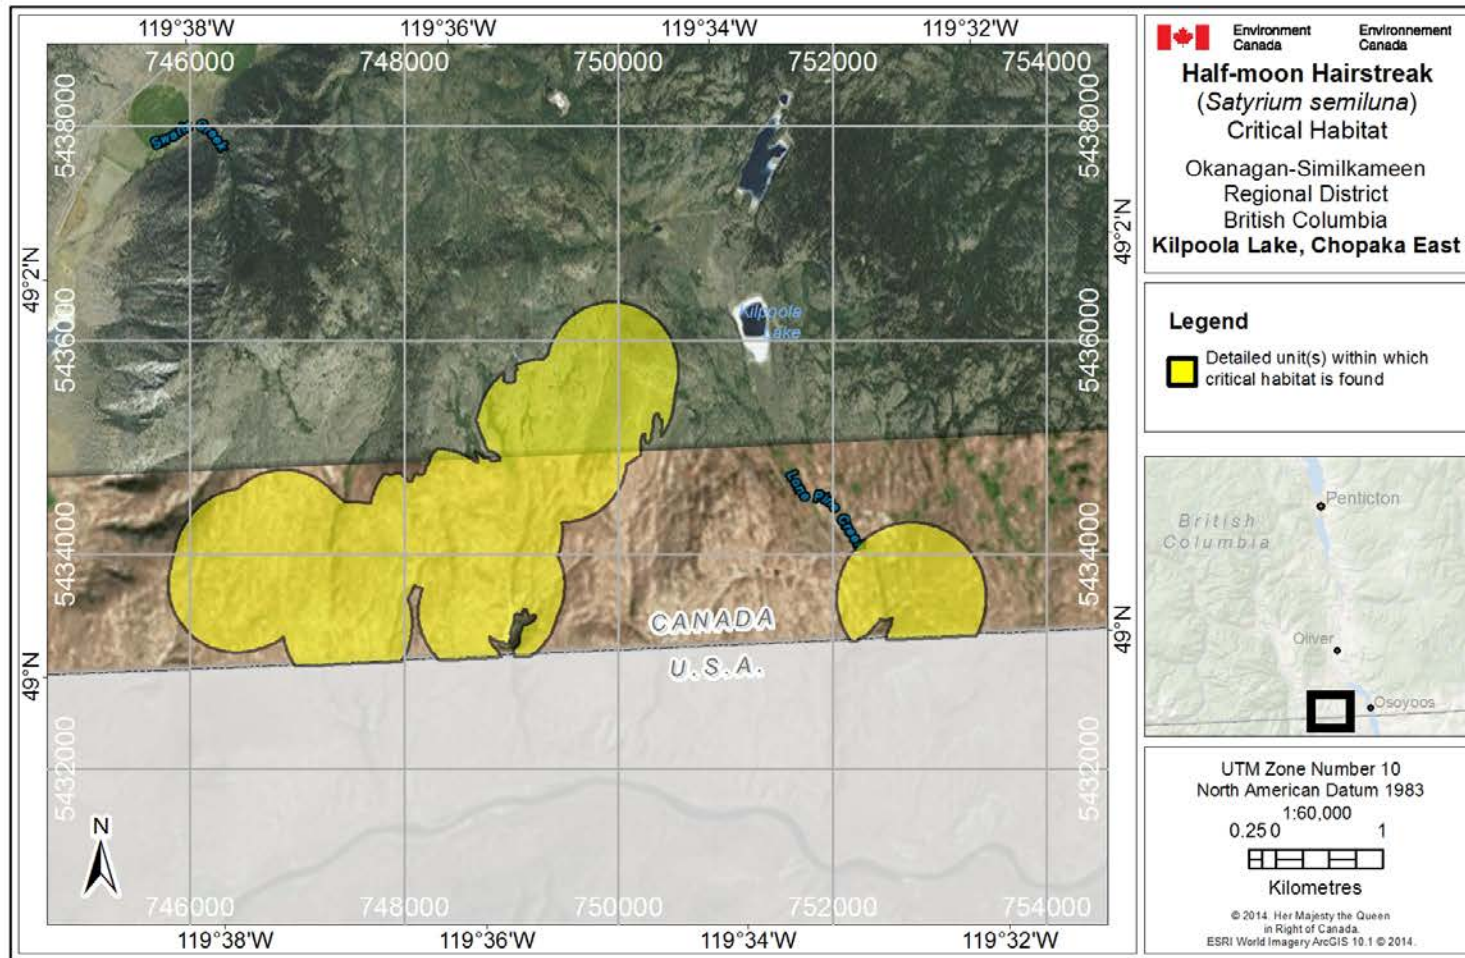 119°38'W 119°36'W 119°34'W 119°32'W
746000 748000 750000 752000 754000
5438000
5438000
Swant Creek
49°2'N
49°2'N
5436000
5436000
Kilpoola
Lake
Lone Pine Creek
5434000
5434000
CANADA
U.S.A.
49°N
49°N
5432000
5432000
N
746000 748000 750000 752000 754000
119°38'W 119°36'W 119°34'W 119°32'W
Environment
Canada
Environnement
Canada
Half-moon Hairstreak
(Satyrium semiluna)
Critical Habitat
Okanagan-Similkameen
Regional District
British Columbia
Kilpoola Lake, Chopaka East
Legend
Detailed unit(s) within which
critical habitat is found
Penticton
British
Columbia
Oliver
Osoyoos
UTM Zone Number 10
North American Datum 1983
1:60,000
0.25 0 1
Kilometres
© 2014. Her Majesty the Queen
in Right of Canada.
ESRI World Imagery ArcGIS 10.1 © 2014.